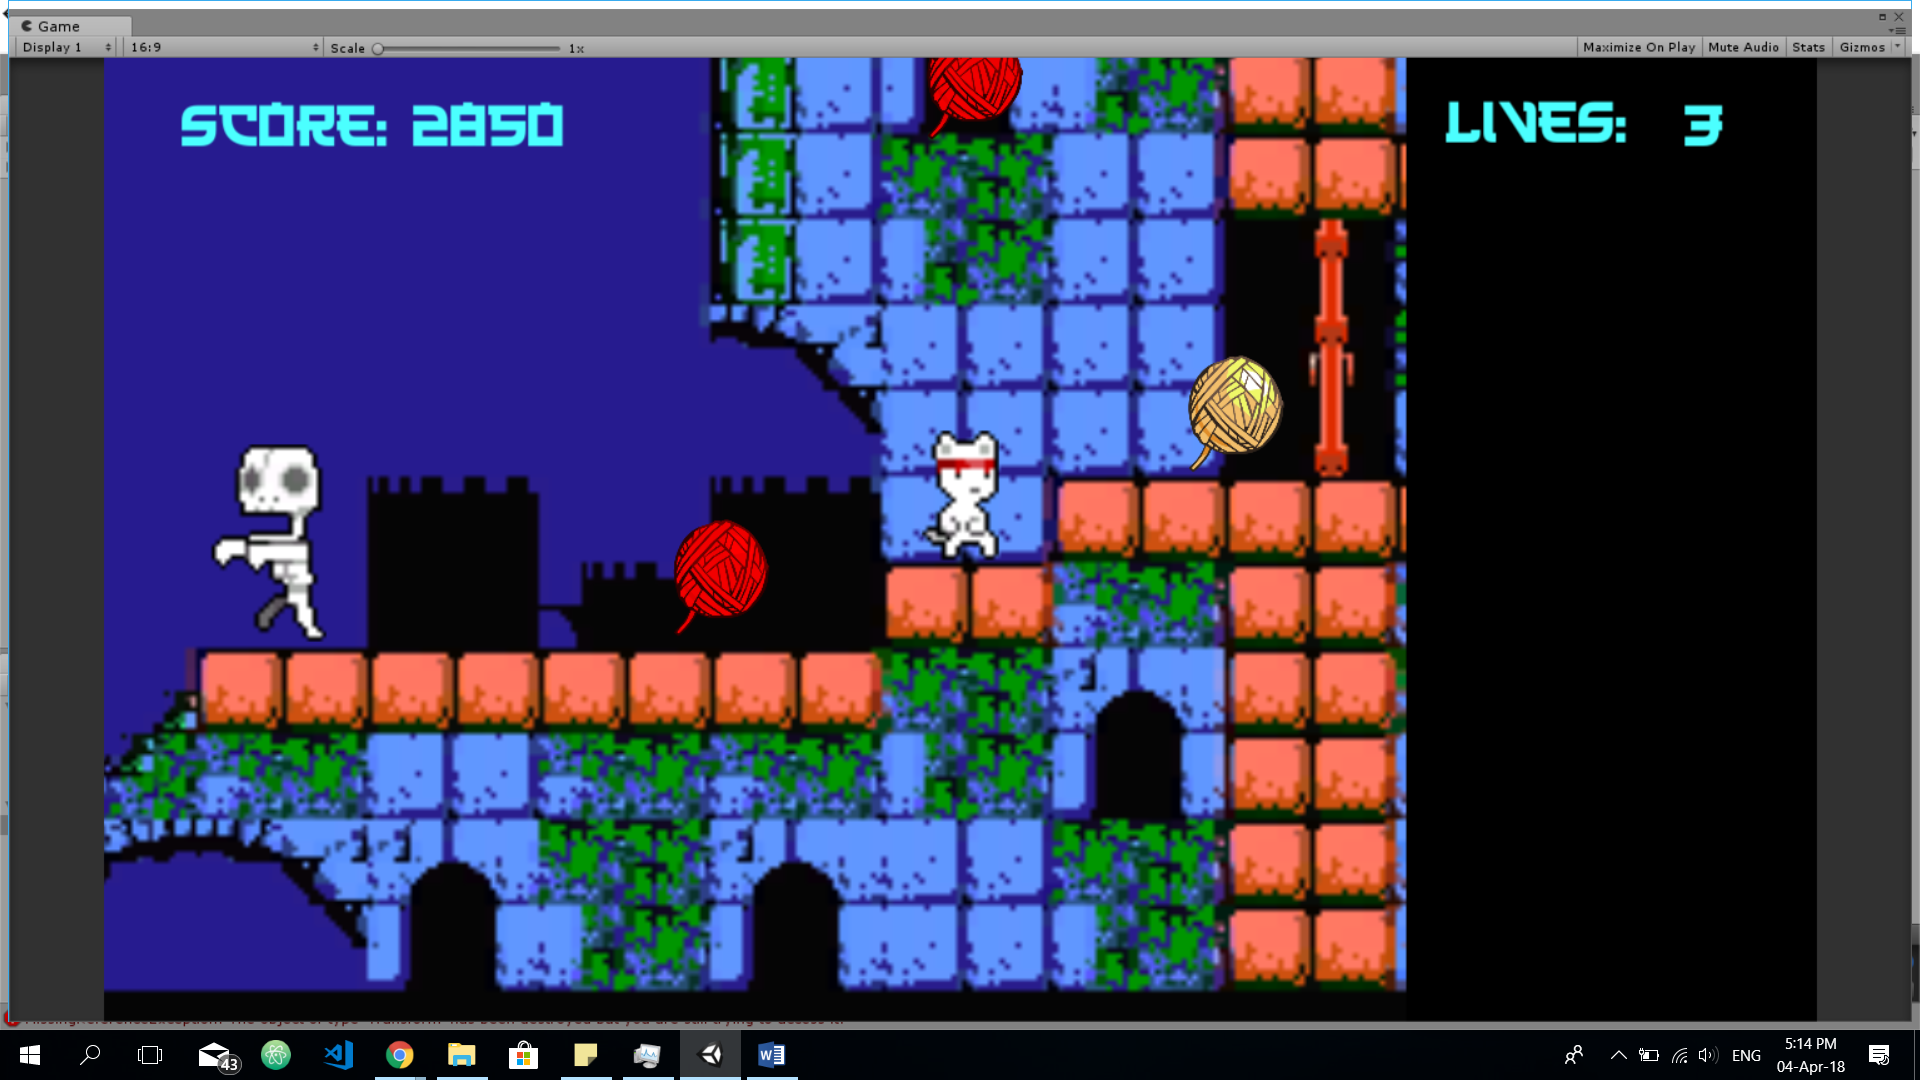 Game
Display 1 16:9 Scale 1x Maximize On Play Mute Audio Stats Gizmos
SCORE: 2850 LIVES: 3
43 ENG 5:14 PM
04-Apr-18